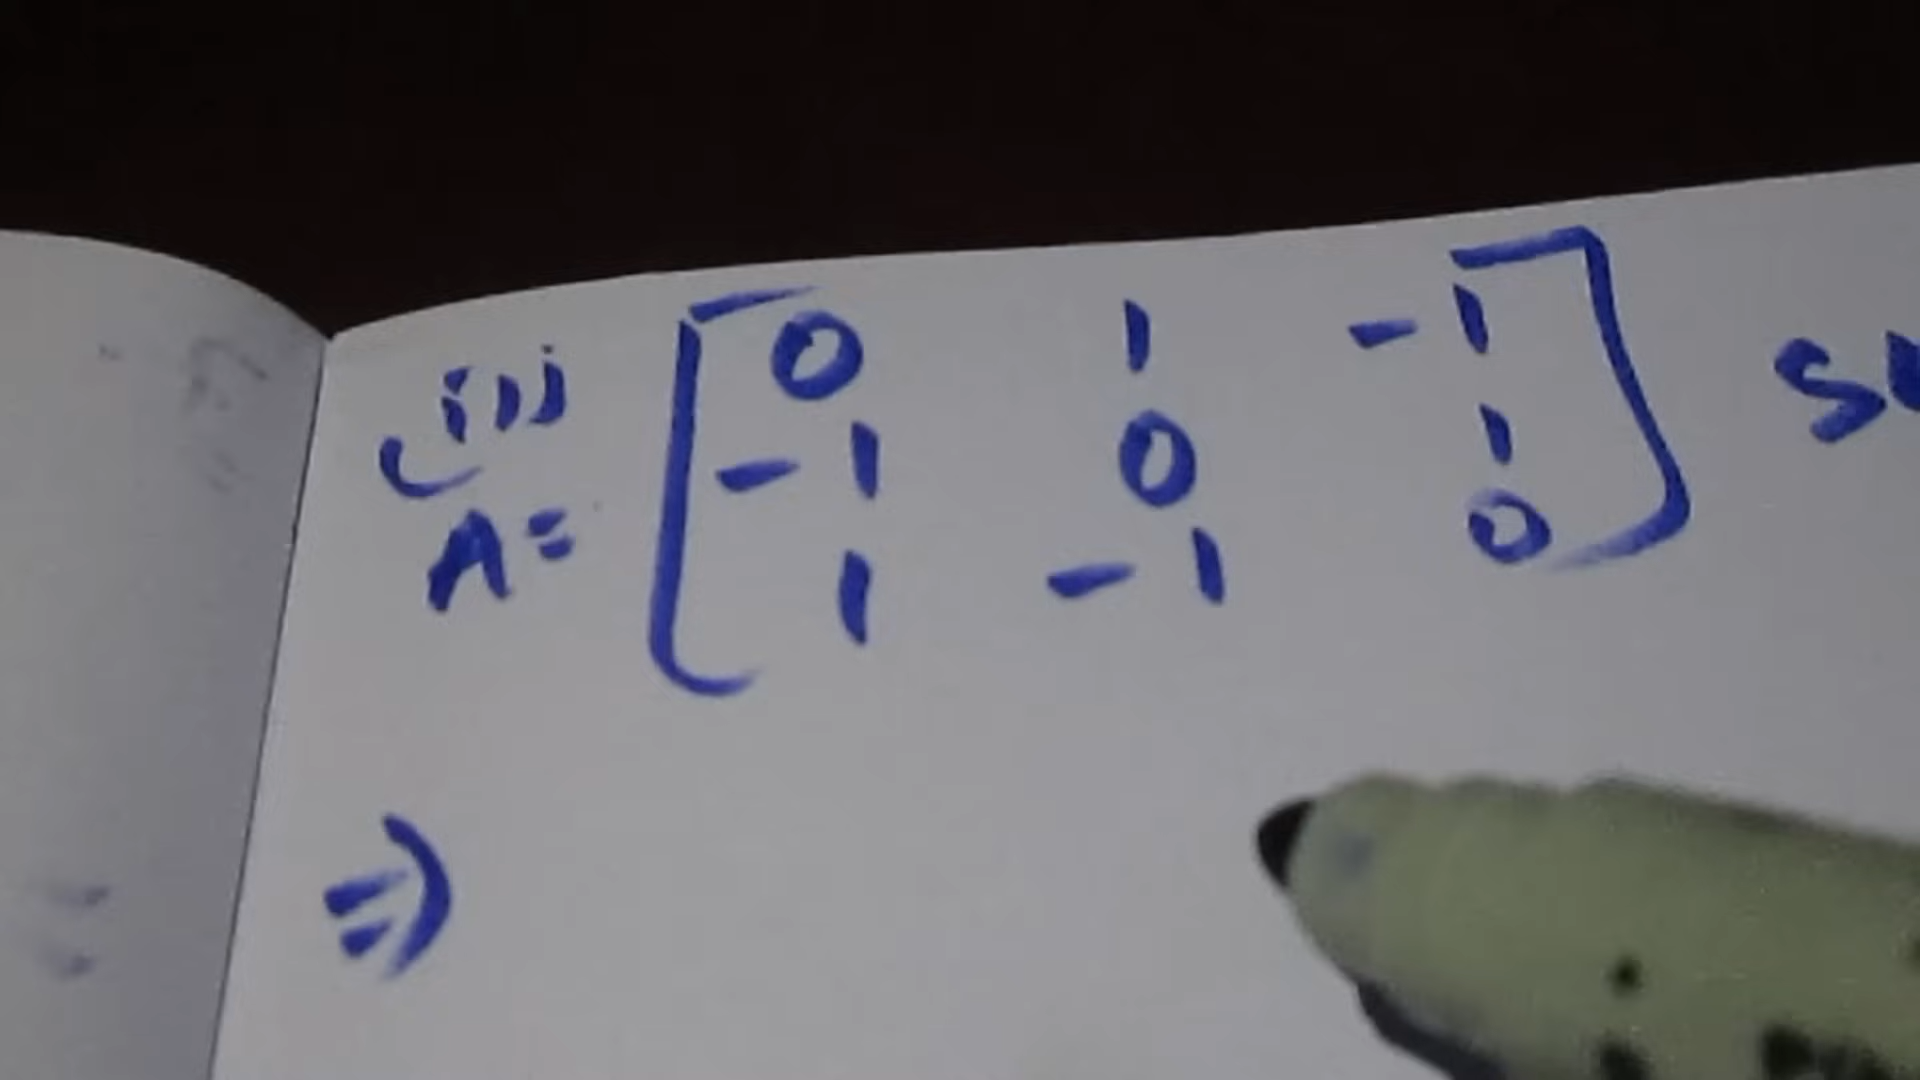 (ii)
A= [ 0 1 -1
-1 0 1
1 -1 0 ]
=)